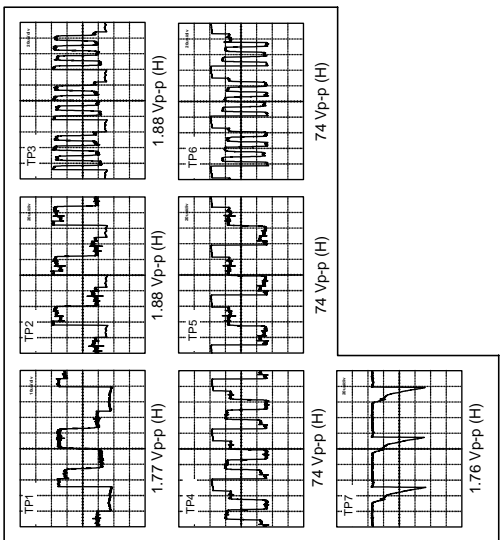 TP1
TP2
TP3
1.77 Vp-p (H)
1.88 Vp-p (H)
1.88 Vp-p (H)
TP4
TP5
TP6
74 Vp-p (H)
74 Vp-p (H)
74 Vp-p (H)
TP7
1.76 Vp-p (H)